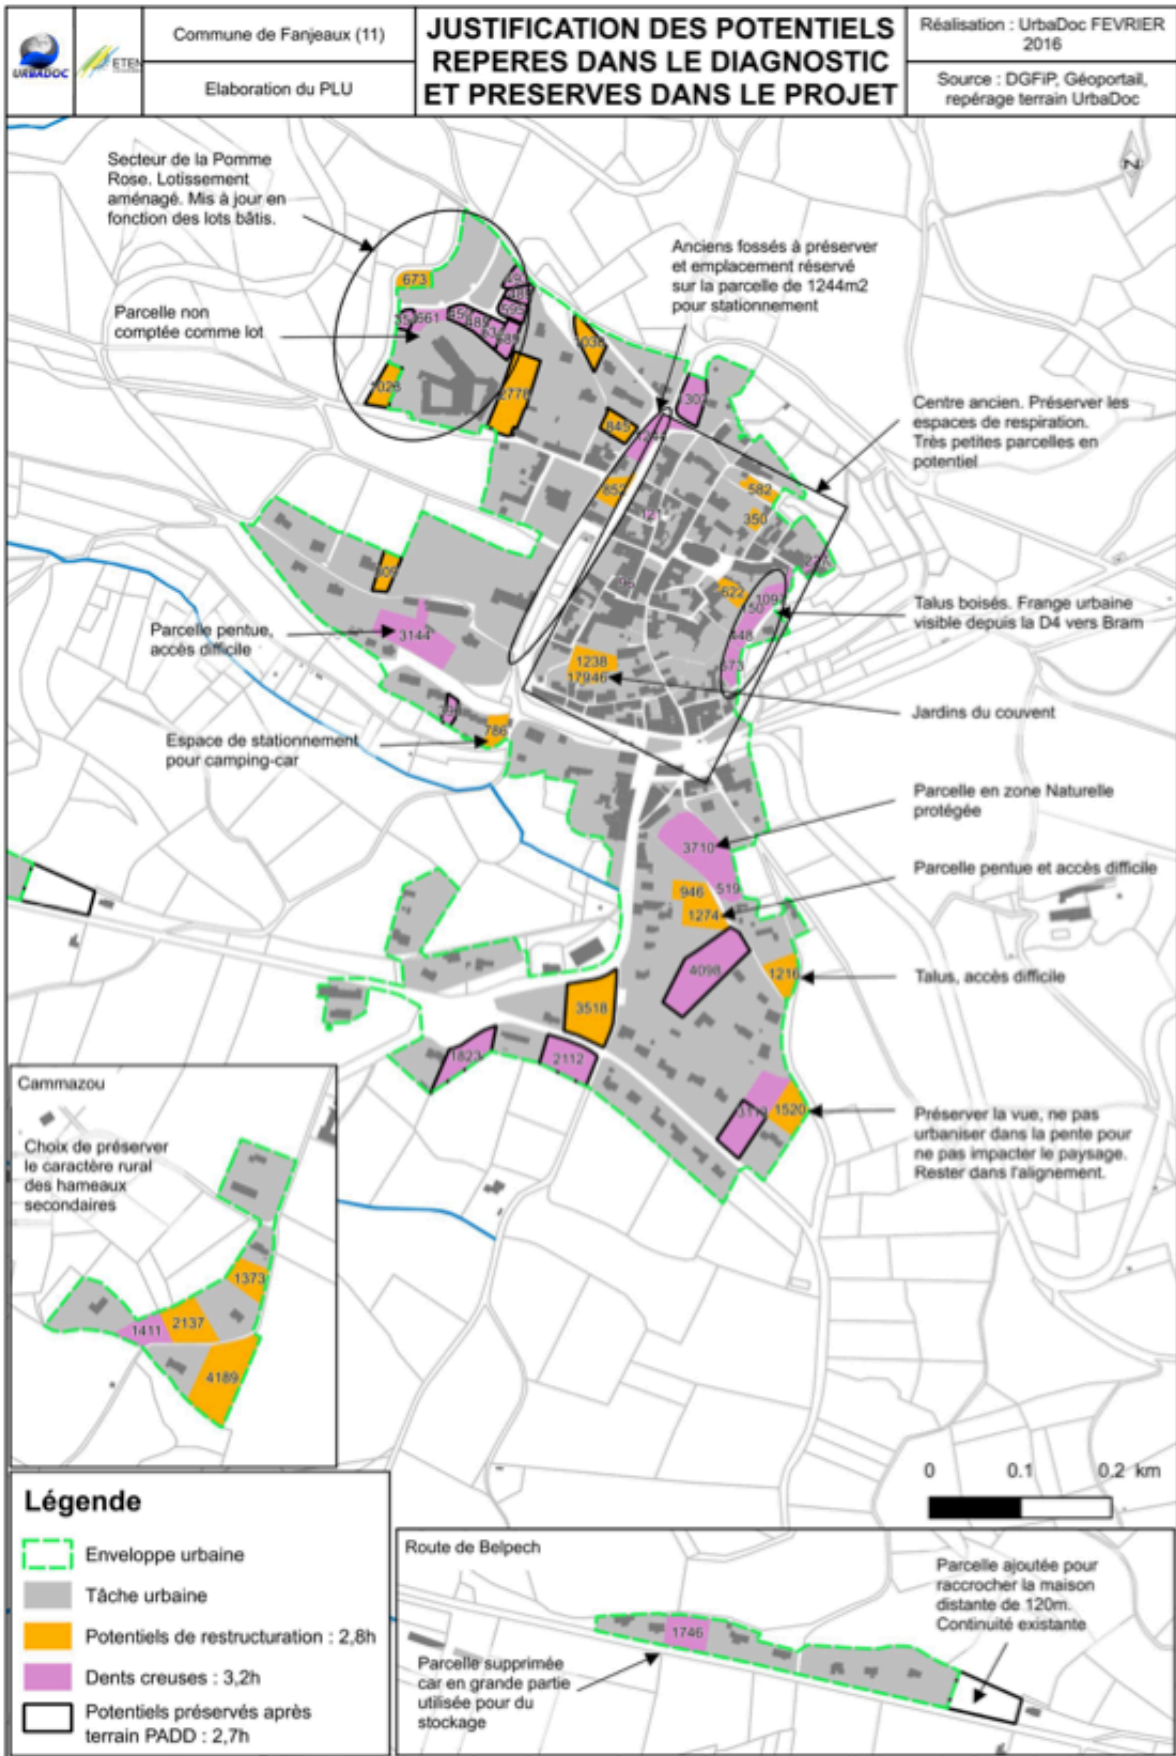 URBADOC
ETEN
Commune de Fanjeaux (11)
Elaboration du PLU
JUSTIFICATION DES POTENTIELS
REPERES DANS LE DIAGNOSTIC
ET PRESERVES DANS LE PROJET
Réalisation : UrbaDoc FEVRIER
2016
Source : DGFiP, Géoportail,
repérage terrain UrbaDoc
Secteur de la Pomme
Rose. Lotissement
aménagé. Mis à jour en
fonction des lots bâtis.
Anciens fossés à préserver
et emplacement réservé
sur la parcelle de 1244m2
pour stationnement
Parcelle non
comptée comme lot
Centre ancien. Préserver les
espaces de respiration.
Très petites parcelles en
potentiel
Talus boisés. Frange urbaine
visible depuis la D4 vers Bram
Parcelle pentue,
accés difficile
Jardins du couvent
Espace de stationnement
pour camping-car
Parcelle en zone Naturelle
protégée
Parcelle pentue et accès difficile
Talus, accès difficile
Préserver la vue, ne pas
urbaniser dans la pente pour
ne pas impacter le paysage.
Rester dans l'alignement.
673
661
1028
2778
845
852
582
350
622
448
673
3144
1238
786
3710
519
946
1274
4098
1216
3518
1823
2112
1520
Cammazou
Choix de préserver
le caractère rural
des hameaux
secondaires
1373
2137
1411
4189
0 0.1 0.2 km
Légende
Enveloppe urbaine
Tâche urbaine
Potentiels de restructuration : 2,8h
Dents creuses : 3,2h
Potentiels préservés après
terrain PADD : 2,7h
Route de Belpech
Parcelle ajoutée pour
raccrocher la maison
distante de 120m.
Continuité existante
1746
Parcelle supprimée
car en grande partie
utilisée pour du
stockage